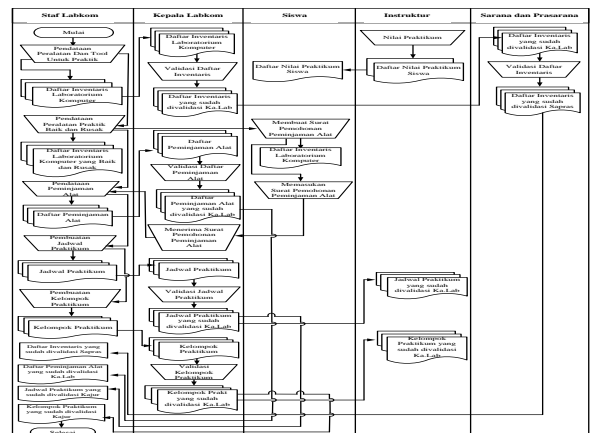 Staf Labkom
Kepala Labkom
Siswa
Instruktur
Sarana dan Prasarana
Mulai
Pendataan
Peralatan Dan Tool
Untuk Praktik
Daftar Inventaris
Laboratorium
Komputer
Pendataan
Peralatan Praktik
Baik dan Rusak
Daftar Inventaris
Laboratorium
Komputer yang Baik
dan Rusak
Pendataan
Peminjaman
Alat
Daftar Peminjaman
Alat
Pembuatan
Jadwal
Praktikum
Jadwal Praktikum
Pembuatan
Kelompok
Praktikum
Kelompok Praktikum
Daftar Inventaris yang
sudah divalidasi Sapras
Daftar Peminjaman Alat
yang sudah divalidasi
Ka.Lab
Jadwal Praktikum yang
sudah divalidasi Kajur
Kelompok Praktikum
yang sudah divalidasi
Kajur
Selesai
Daftar Inventaris
Laboratorium
Komputer
Validasi Daftar
Inventaris
Daftar Inventaris
yang sudah
divalidasi Ka.Lab
Daftar
Peminjaman Alat
Validasi Daftar
Peminjaman
Alat
Daftar
Peminjaman Alat
yang sudah
divalidasi Ka.Lab
Menerima Surat
Pemohonan
Peminjaman
Alat
Jadwal Praktikum
Validasi Jadwal
Praktikum
Jadwal Praktikum
yang sudah
divalidasi Ka.Lab
Kelompok
Praktikum
Validasi
Kelompok
Praktikum
Kelompok Prakti
yang sudah
divalidasi Ka.Lab
Daftar Nilai Praktikum
Siswa
Membuat Surat
Pemohonan
Peminjaman Alat
Daftar Inventaris
Laboratorium
Komputer
Memasukan
Surat Pemohonan
Peminjaman Alat
Nilai Praktikum
Daftar Nilai Praktikum
Siswa
Jadwal Praktikum
yang sudah
divalidasi Ka.Lab
Kelompok
Praktikum yang
sudah divalidasi
Ka.Lab
Daftar Inventaris
yang sudah
divalidasi Ka.Lab
Validasi Daftar
Inventaris
Daftar Inventaris
yang sudah
divalidasi Sapras